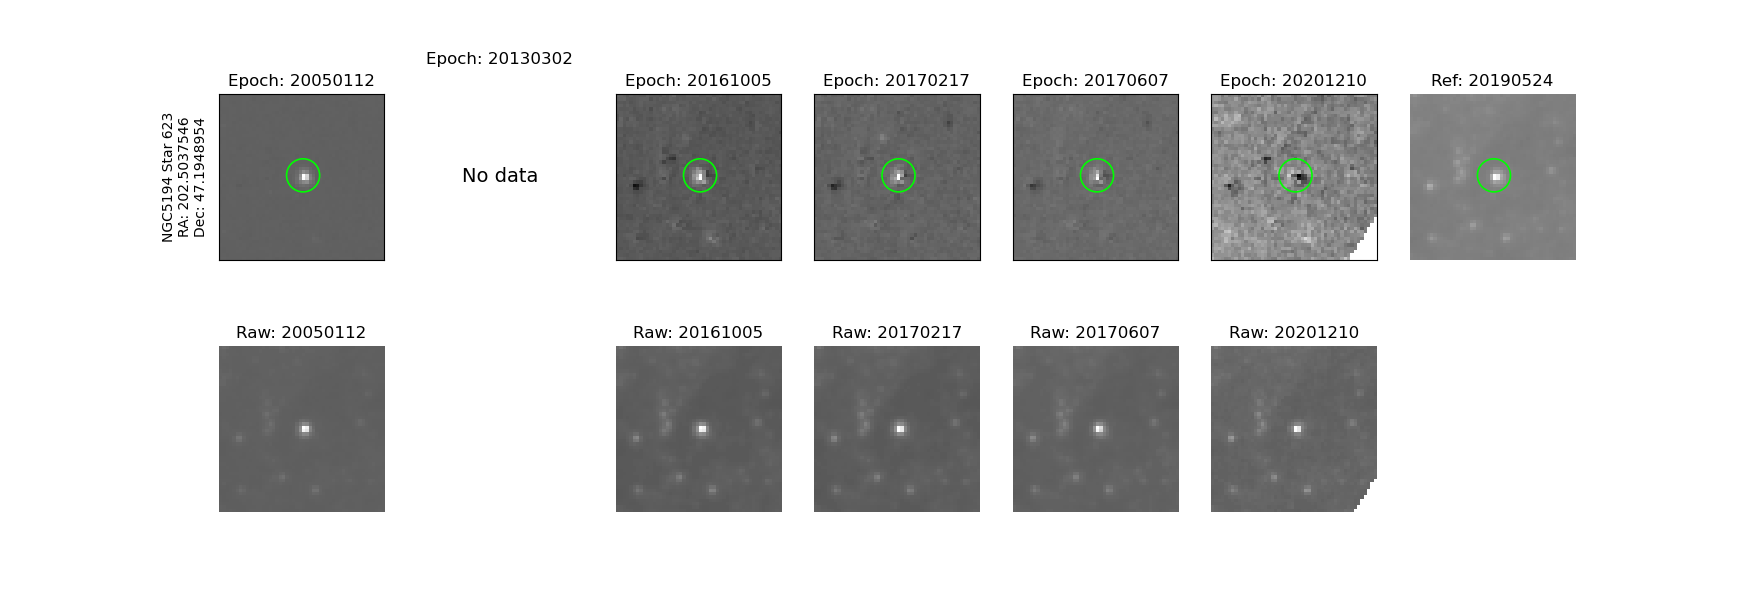 Epoch: 20130302
Epoch: 20050112
Epoch: 20161005
Epoch: 20170217
Epoch: 20170607
Epoch: 20201210
Ref: 20190524
NGC5194 Star 623
RA: 202.5037546
Dec: 47.1948954
No data
Raw: 20050112
Raw: 20161005
Raw: 20170217
Raw: 20170607
Raw: 20201210